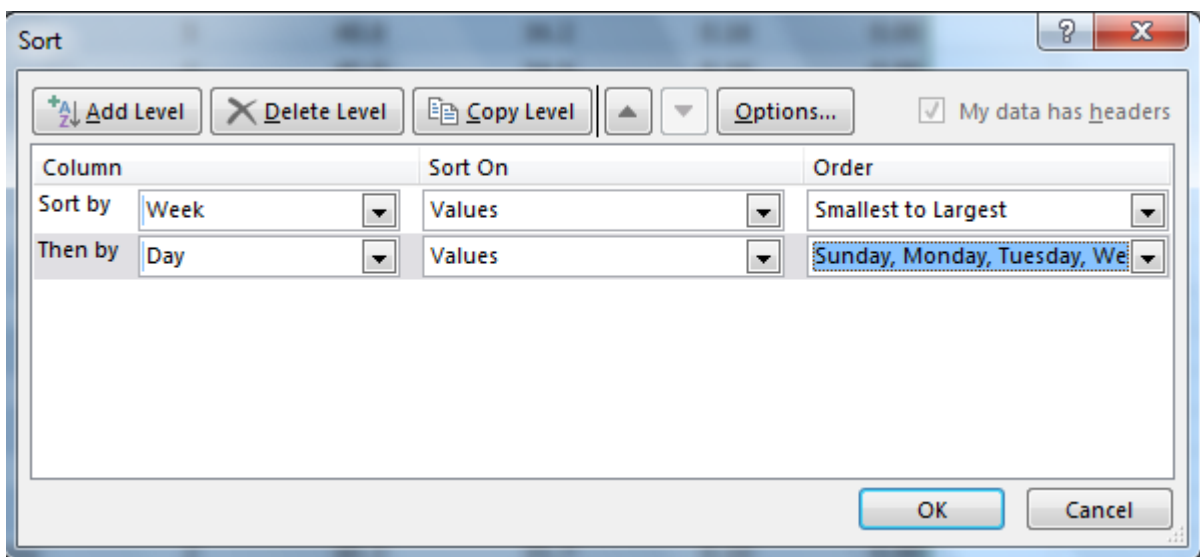 Sort
Add Level Delete Level Copy Level Options... My data has headers
Column Sort On Order
Sort by Week Values Smallest to Largest
Then by Day Values Sunday, Monday, Tuesday, We
OK Cancel